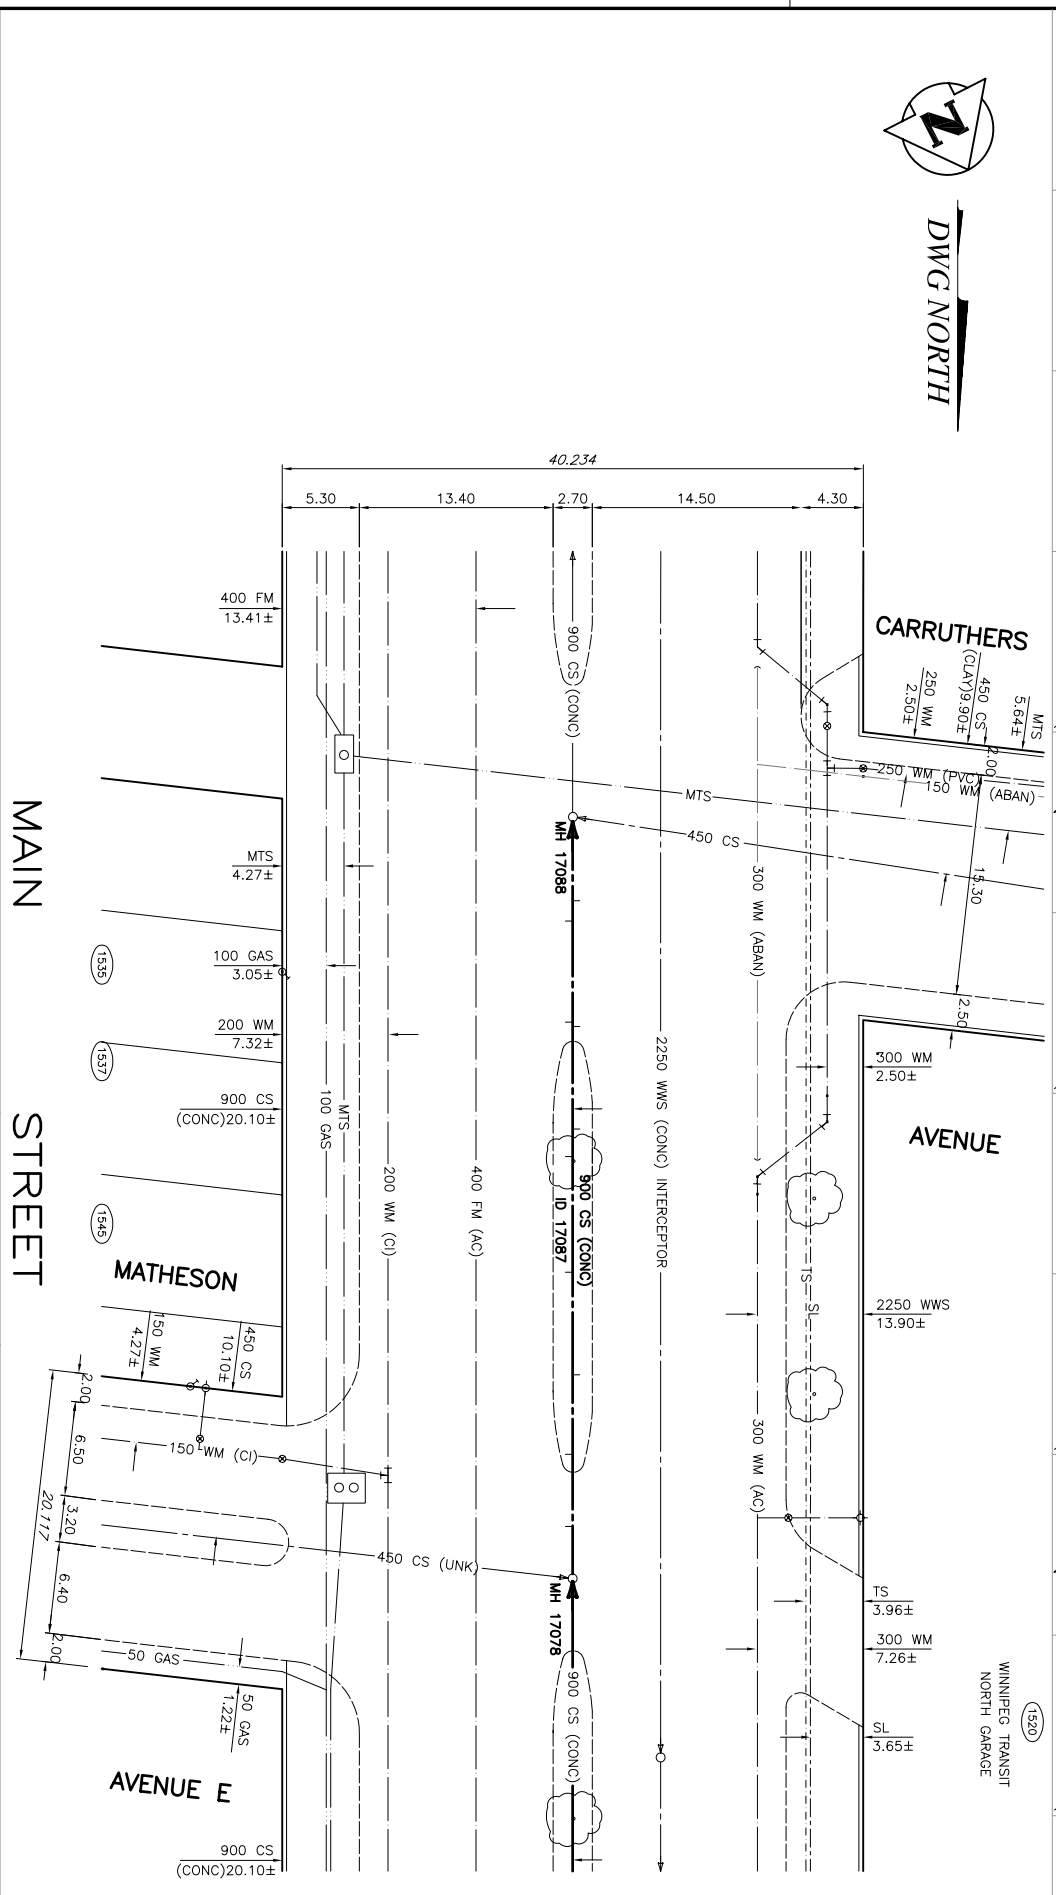 N
DWG NORTH
40.234
5.30
13.40
2.70
14.50
4.30
400 FM
13.41±
900 CS (CONC)
CARRUTHERS
250 WM
2.50±
450 CS
(CLAY)9.90±
MTS
5.64±
2.00
250 WM (PVC)
150 WM (ABAN)
MTS
450 CS
MH 17088
15.30
2.50
MTS
4.27±
300 WM (ABAN)
100 GAS
3.05±
1535
200 WM
7.32±
1537
300 WM
2.50±
900 CS
(CONC)20.10±
MTS
100 GAS
2250 WWS (CONC) INTERCEPTOR
AVENUE
200 WM (CI)
400 FM (AC)
900 CS (CONC)
ID 17087
1545
MAIN STREET
MATHESON
TS
SL
2250 WWS
13.90±
150 WM
4.27±
450 CS
10.10±
2.00
6.50
3.20
6.40
2.00
20.117
150 WM (CI)
300 WM (AC)
450 CS (UNK)
MH 17078
TS
3.96±
300 WM
7.26±
50 GAS
50 GAS
1.22±
900 CS (CONC)
SL
3.65±
1520
WINNIPEG TRANSIT
NORTH GARAGE
AVENUE E
900 CS
(CONC)20.10±